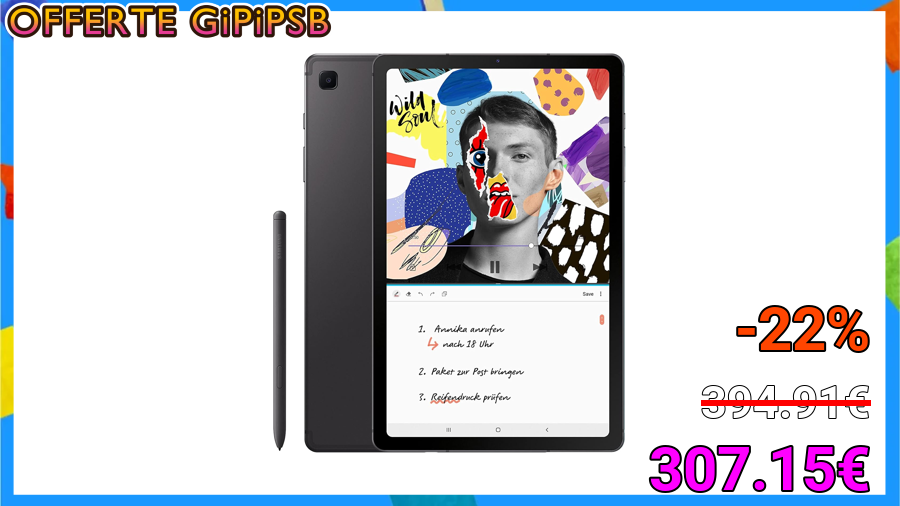 OFFERTE GiPiPSB
Wild
Soul
Save
1. Annika anrufen
nach 18 Uhr
2. Paket zur Post bringen
3. Reifendruck prüfen
-22%
394.91€
307.15€